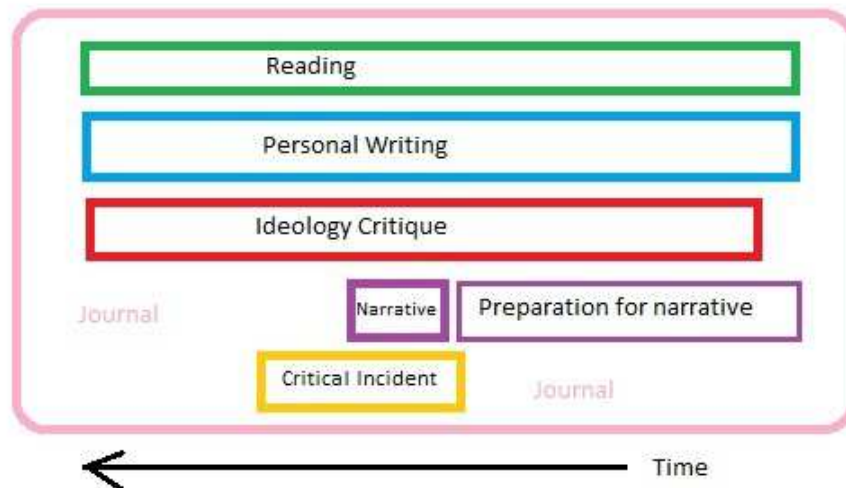 Reading
Personal Writing
Ideology Critique
Journal
Narrative
Preparation for narrative
Critical Incident
Journal
Time